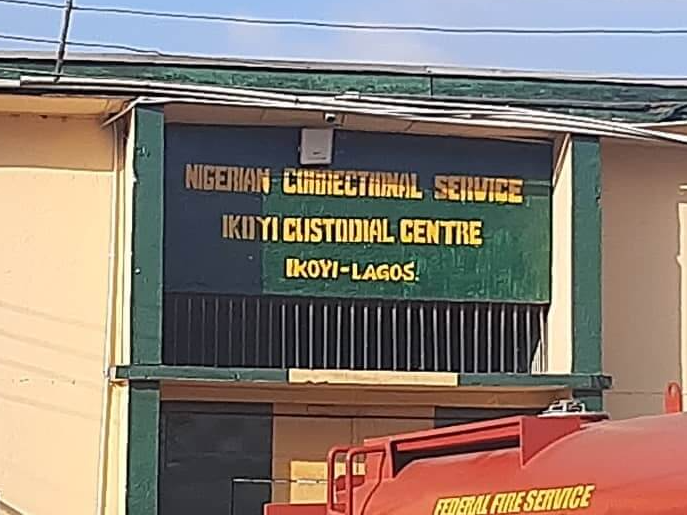 NIGERIAN CORRECTIONAL SERVICE
IKOYI CUSTODIAL CENTRE
IKOYI-LAGOS.
FEDERAL FIRE SERVICE